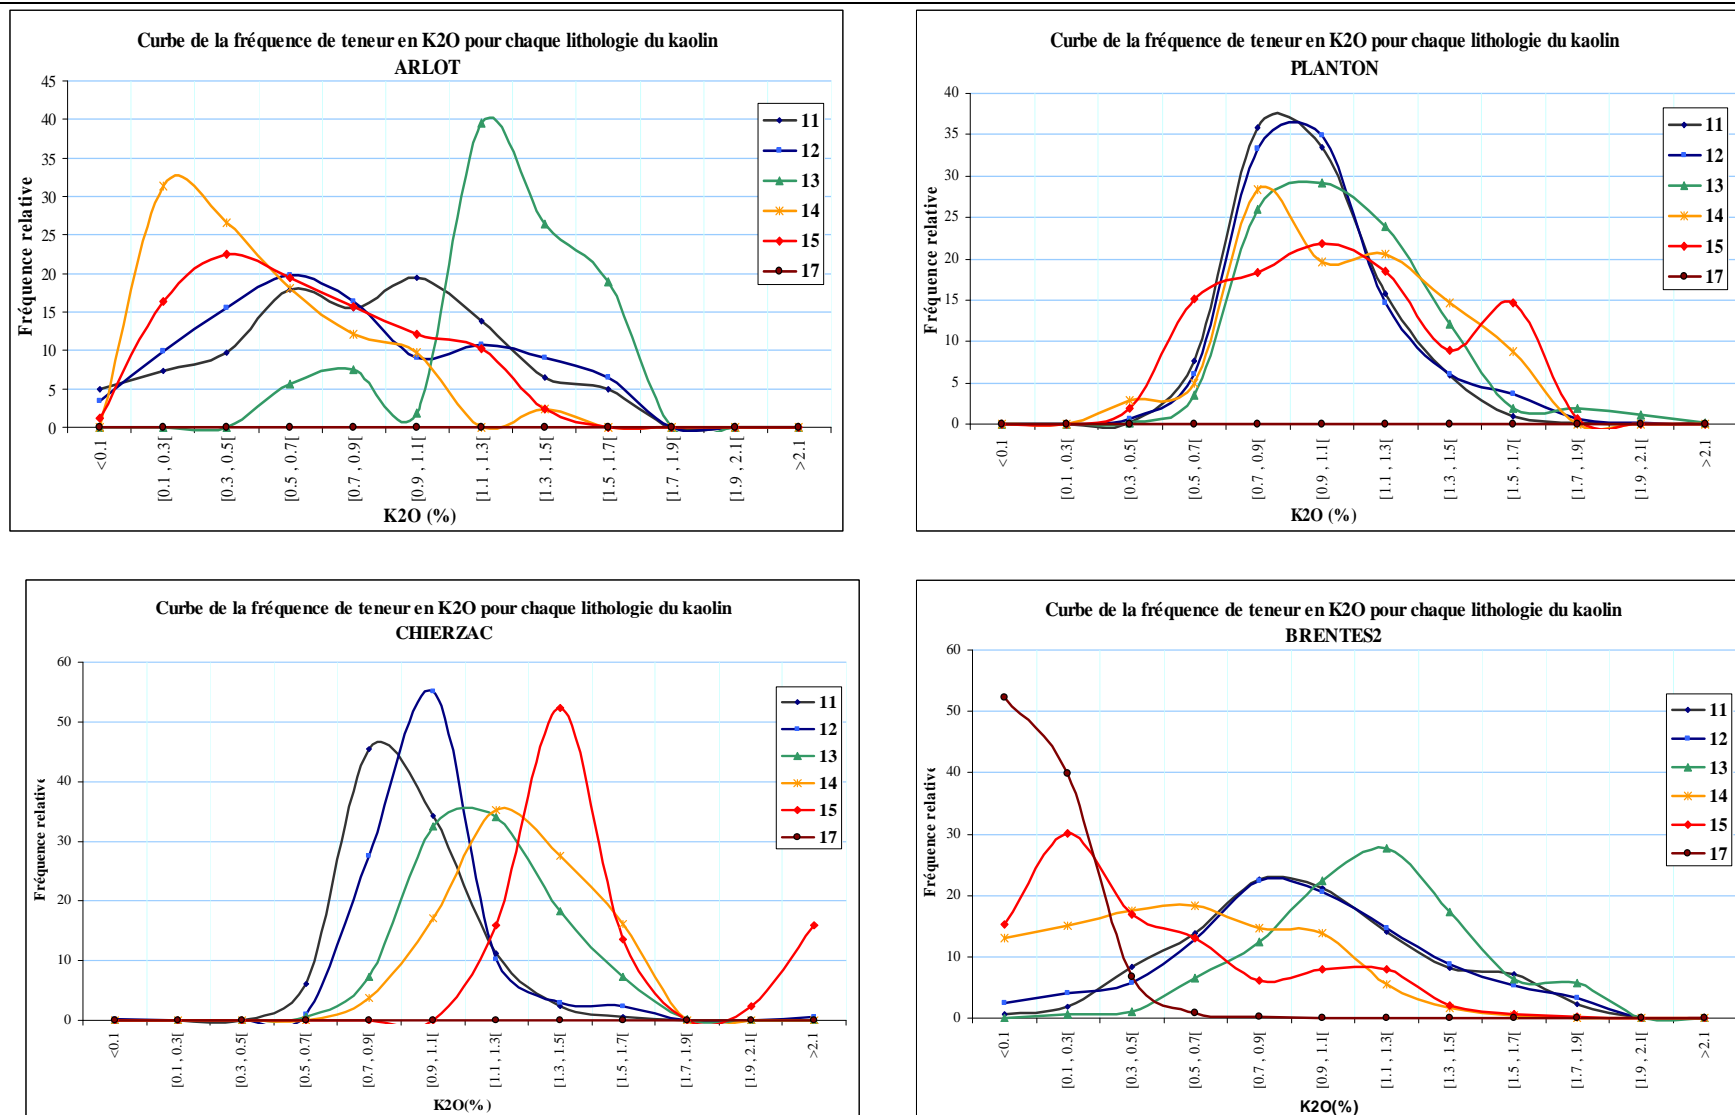 Curbe de la fréquence de teneur en K2O pour chaque lithologie du kaolin
ARLOT
Fréquence relative
45
40
35
30
25
20
15
10
5
0
<0.1
[0.1 , 0.3[
[0.3 , 0.5[
[0.5 , 0.7[
[0.7 , 0.9[
[0.9 , 1.1[
[1.1 , 1.3[
[1.3 , 1.5[
[1.5 , 1.7[
[1.7 , 1.9[
[1.9 , 2.1[
>2.1
K2O (%)
11
12
13
14
15
17
Curbe de la fréquence de teneur en K2O pour chaque lithologie du kaolin
PLANTON
Fréquence relative
40
35
30
25
20
15
10
5
0
<0.1
[0.1 , 0.3[
[0.3 , 0.5[
[0.5 , 0.7[
[0.7 , 0.9[
[0.9 , 1.1[
[1.1 , 1.3[
[1.3 , 1.5[
[1.5 , 1.7[
[1.7 , 1.9[
[1.9 , 2.1[
>2.1
K2O (%)
11
12
13
14
15
17
Curbe de la fréquence de teneur en K2O pour chaque lithologie du kaolin
CHIERZAC
Fréquence relative
60
50
40
30
20
10
0
<0.1
[0.1 , 0.3[
[0.3 , 0.5[
[0.5 , 0.7[
[0.7 , 0.9[
[0.9 , 1.1[
[1.1 , 1.3[
[1.3 , 1.5[
[1.5 , 1.7[
[1.7 , 1.9[
[1.9 , 2.1[
>2.1
K2O(%)
11
12
13
14
15
17
Curbe de la fréquence de teneur en K2O pour chaque lithologie du kaolin
BRENTES2
Fréquence relative
60
50
40
30
20
10
0
<0.1
[0.1 , 0.3[
[0.3 , 0.5[
[0.5 , 0.7[
[0.7 , 0.9[
[0.9 , 1.1[
[1.1 , 1.3[
[1.3 , 1.5[
[1.5 , 1.7[
[1.7 , 1.9[
[1.9 , 2.1[
>2.1
K2O(%)
11
12
13
14
15
17